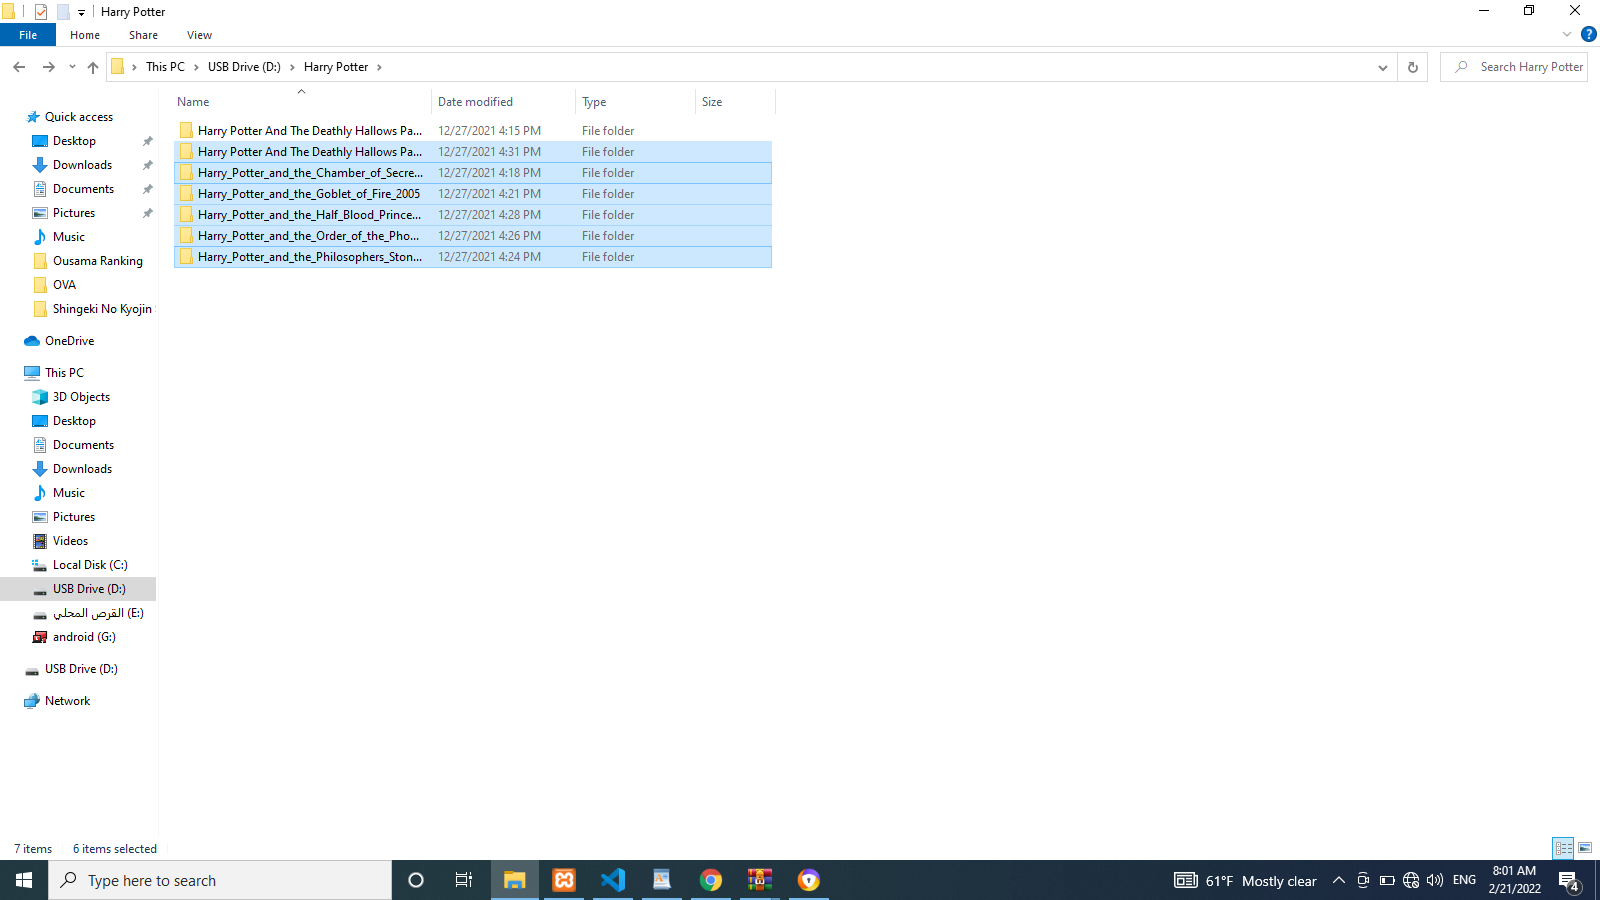 Harry Potter
File Home Share View
This PC USB Drive (D:) Harry Potter Search Harry Potter
Name Date modified Type Size
Harry Potter And The Deathly Hallows Pa... 12/27/2021 4:15 PM File folder
Harry Potter And The Deathly Hallows Pa... 12/27/2021 4:31 PM File folder
Harry_Potter_and_the_Chamber_of_Secre... 12/27/2021 4:18 PM File folder
Harry_Potter_and_the_Goblet_of_Fire_2005 12/27/2021 4:21 PM File folder
Harry_Potter_and_the_Half_Blood_Prince... 12/27/2021 4:28 PM File folder
Harry_Potter_and_the_Order_of_the_Pho... 12/27/2021 4:26 PM File folder
Harry_Potter_and_the_Philosophers_Ston... 12/27/2021 4:24 PM File folder
Quick access
Desktop
Downloads
Documents
Pictures
Music
Ousama Ranking
OVA
Shingeki No Kyojin
OneDrive
This PC
3D Objects
Desktop
Documents
Downloads
Music
Pictures
Videos
Local Disk (C:)
USB Drive (D:)
القرص المحلي (E:)
android (G:)
USB Drive (D:)
Network
7 items 6 items selected
Type here to search
61°F Mostly clear
ENG
8:01 AM
2/21/2022
4